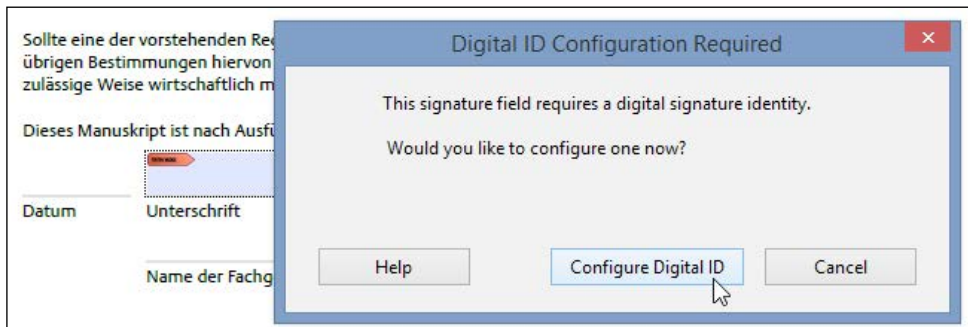 Sollte eine der vorstehenden Reg
übrigen Bestimmungen hiervon
zulässige Weise wirtschaftlich m
Dieses Manuskript ist nach Ausfü
Datum
Unterschrift
Name der Fachg
Digital ID Configuration Required
This signature field requires a digital signature identity.
Would you like to configure one now?
Help
Configure Digital ID
Cancel